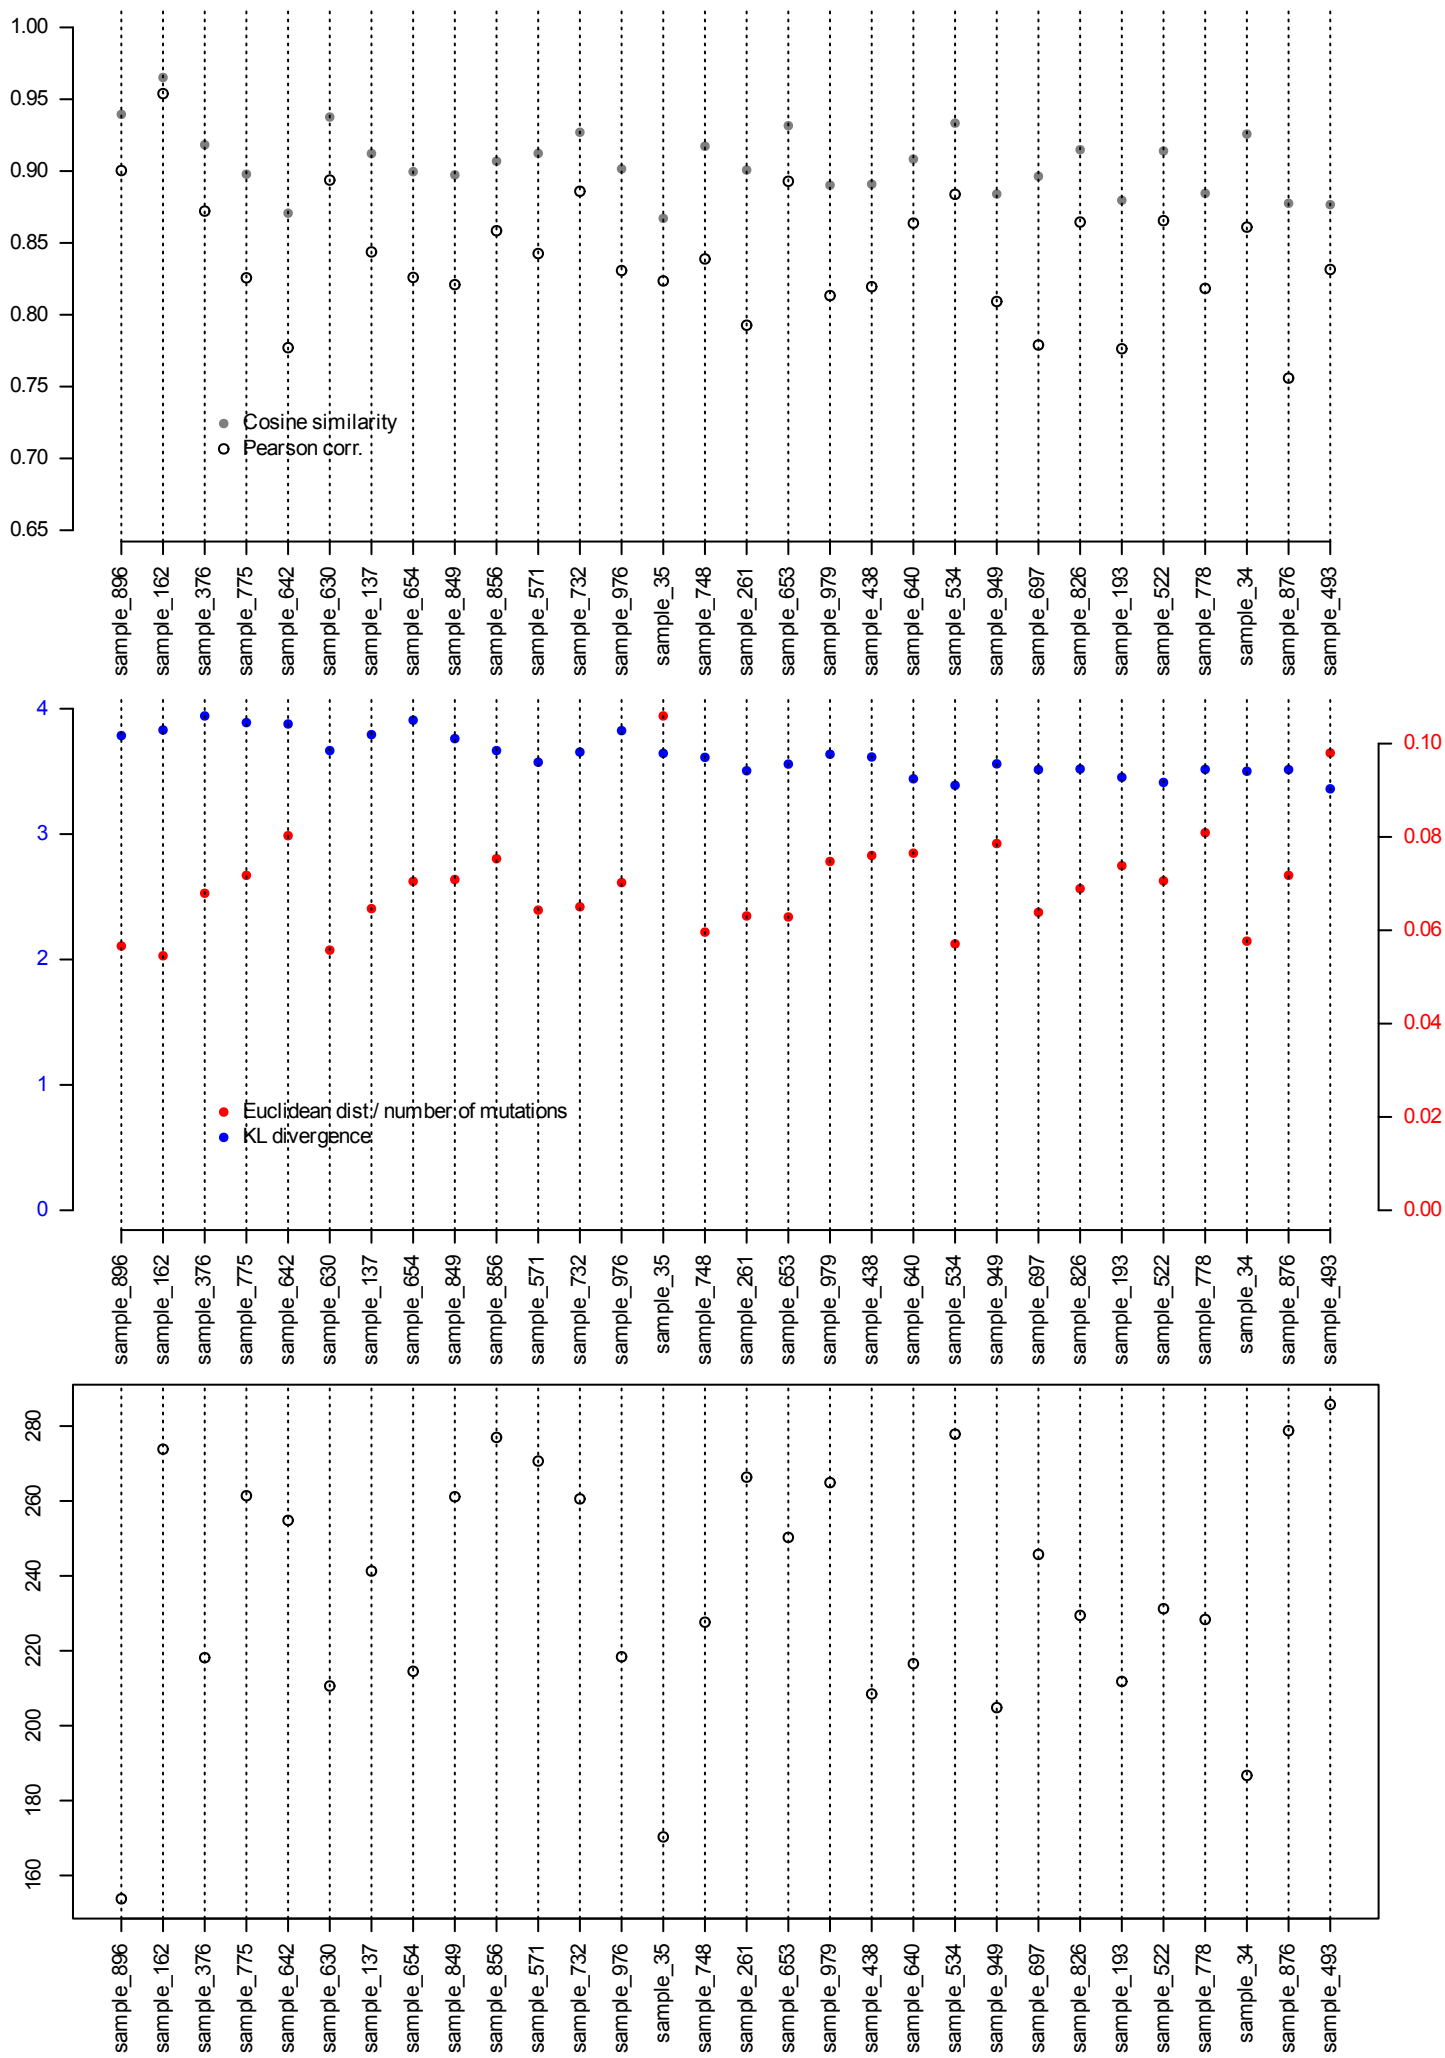 1.00
0.95
0.90
0.85
0.80
0.75
0.70
0.65
Cosine similarity
Pearson corr.
sample_896
sample_162
sample_376
sample_775
sample_642
sample_630
sample_137
sample_654
sample_849
sample_856
sample_571
sample_732
sample_976
sample_35
sample_748
sample_261
sample_653
sample_979
sample_438
sample_640
sample_534
sample_949
sample_697
sample_826
sample_193
sample_522
sample_778
sample_34
sample_876
sample_493
4
3
2
1
0
Euclidean dist./ number of mutations
KL divergence
0.10
0.08
0.06
0.04
0.02
0.00
sample_896
sample_162
sample_376
sample_775
sample_642
sample_630
sample_137
sample_654
sample_849
sample_856
sample_571
sample_732
sample_976
sample_35
sample_748
sample_261
sample_653
sample_979
sample_438
sample_640
sample_534
sample_949
sample_697
sample_826
sample_193
sample_522
sample_778
sample_34
sample_876
sample_493
280
260
240
220
200
180
160
sample_896
sample_162
sample_376
sample_775
sample_642
sample_630
sample_137
sample_654
sample_849
sample_856
sample_571
sample_732
sample_976
sample_35
sample_748
sample_261
sample_653
sample_979
sample_438
sample_640
sample_534
sample_949
sample_697
sample_826
sample_193
sample_522
sample_778
sample_34
sample_876
sample_493